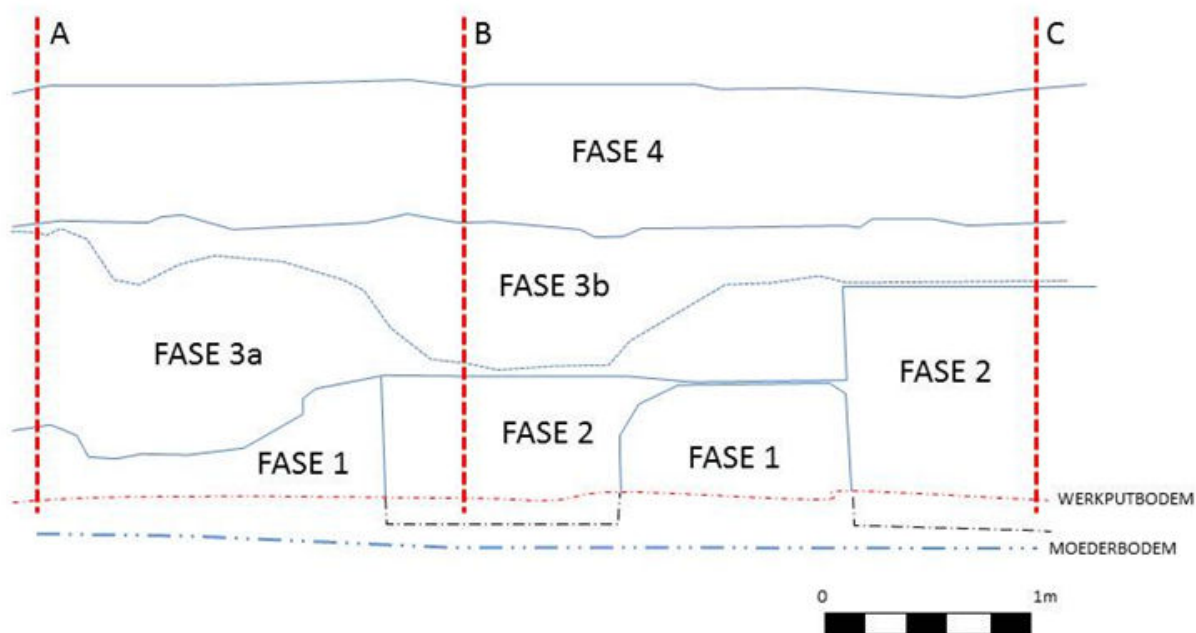 A
B
C
FASE 4
FASE 3b
FASE 3a
FASE 2
FASE 2
FASE 1
FASE 1
WERKPUTBODEM
MOEDERBODEM
0
1m